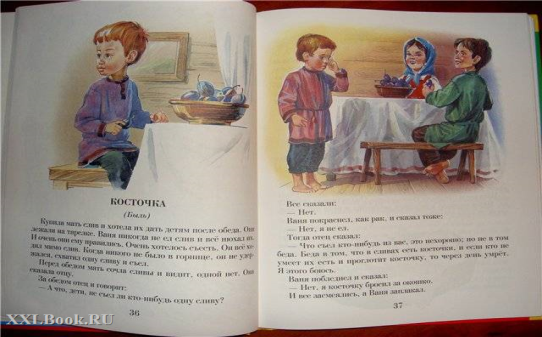 КОСТОЧКА
(Быль)
Купила мать слив и хотела их дать детям после обеда. Они
лежали на тарелке. Ваня никогда не ел слив и всё нюхал их.
И очень они ему нравились. Очень хотелось съесть. Он всё хо-
дил мимо слив. Когда никого не было в горнице, он не удер-
жался, схватил одну сливу и съел.
Перед обедом мать сочла сливы и видит, одной нет. Она
сказала отцу.
За обедом отец и говорит:
— А что, дети, не съел ли кто-нибудь одну сливу?
36
Все сказали:
— Нет.
Ваня покраснел, как рак, и сказал тоже:
— Нет, я не ел.
Тогда отец сказал:
— Что съел кто-нибудь из вас, это нехорошо; но не в том
беда. Беда в том, что в сливах есть косточки, и если кто не
умеет их есть и проглотит косточку, то через день умрёт.
Я этого боюсь.
Ваня побледнел и сказал:
— Нет, я косточку бросил за окошко.
И все засмеялись, а Ваня заплакал.
37
XXLBook.RU